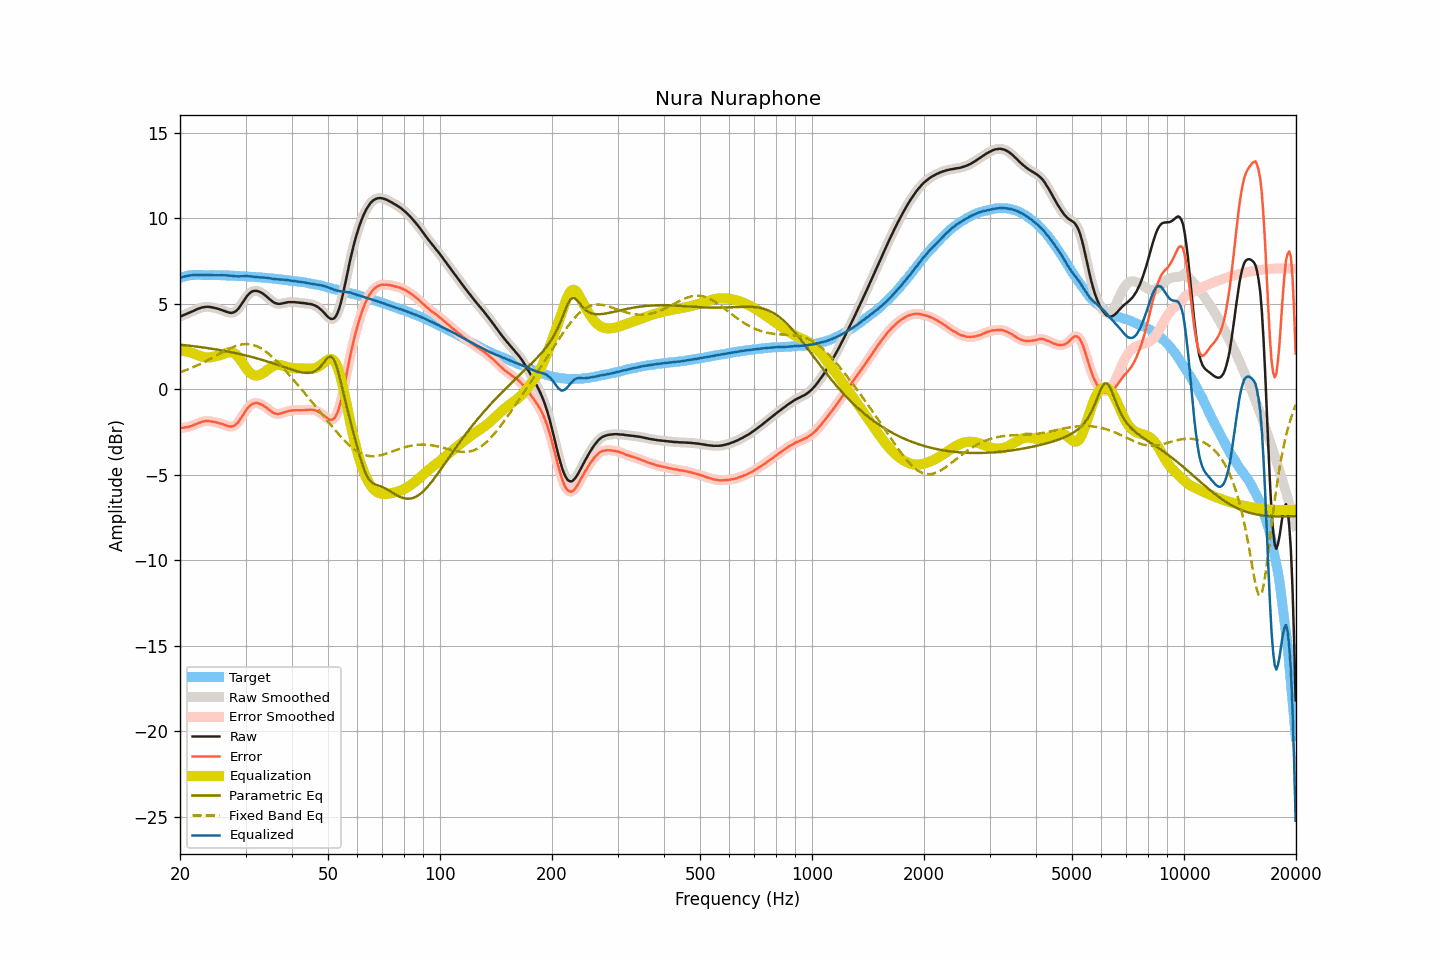 Nura Nuraphone
15
10
5
0
−5
−10
−15
−20
−25
Amplitude (dBr)
Target
Raw Smoothed
Error Smoothed
Raw
Error
Equalization
Parametric Eq
Fixed Band Eq
Equalized
20 50 100 200 500 1000 2000 5000 10000 20000
Frequency (Hz)